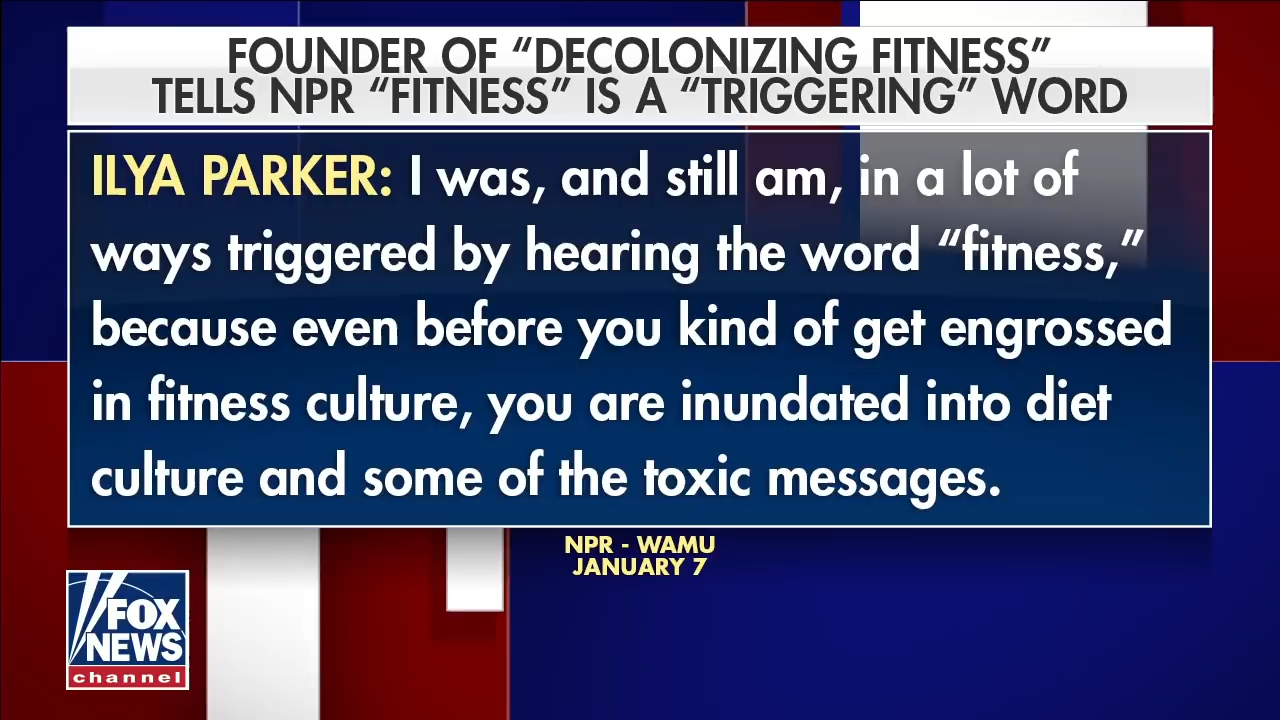 FOUNDER OF “DECOLONIZING FITNESS”
TELLS NPR “FITNESS” IS A “TRIGGERING” WORD
ILYA PARKER: I was, and still am, in a lot of
ways triggered by hearing the word “fitness,”
because even before you kind of get engrossed
in fitness culture, you are inundated into diet
culture and some of the toxic messages.
NPR - WAMU
JANUARY 7
FOX
NEWS
channel